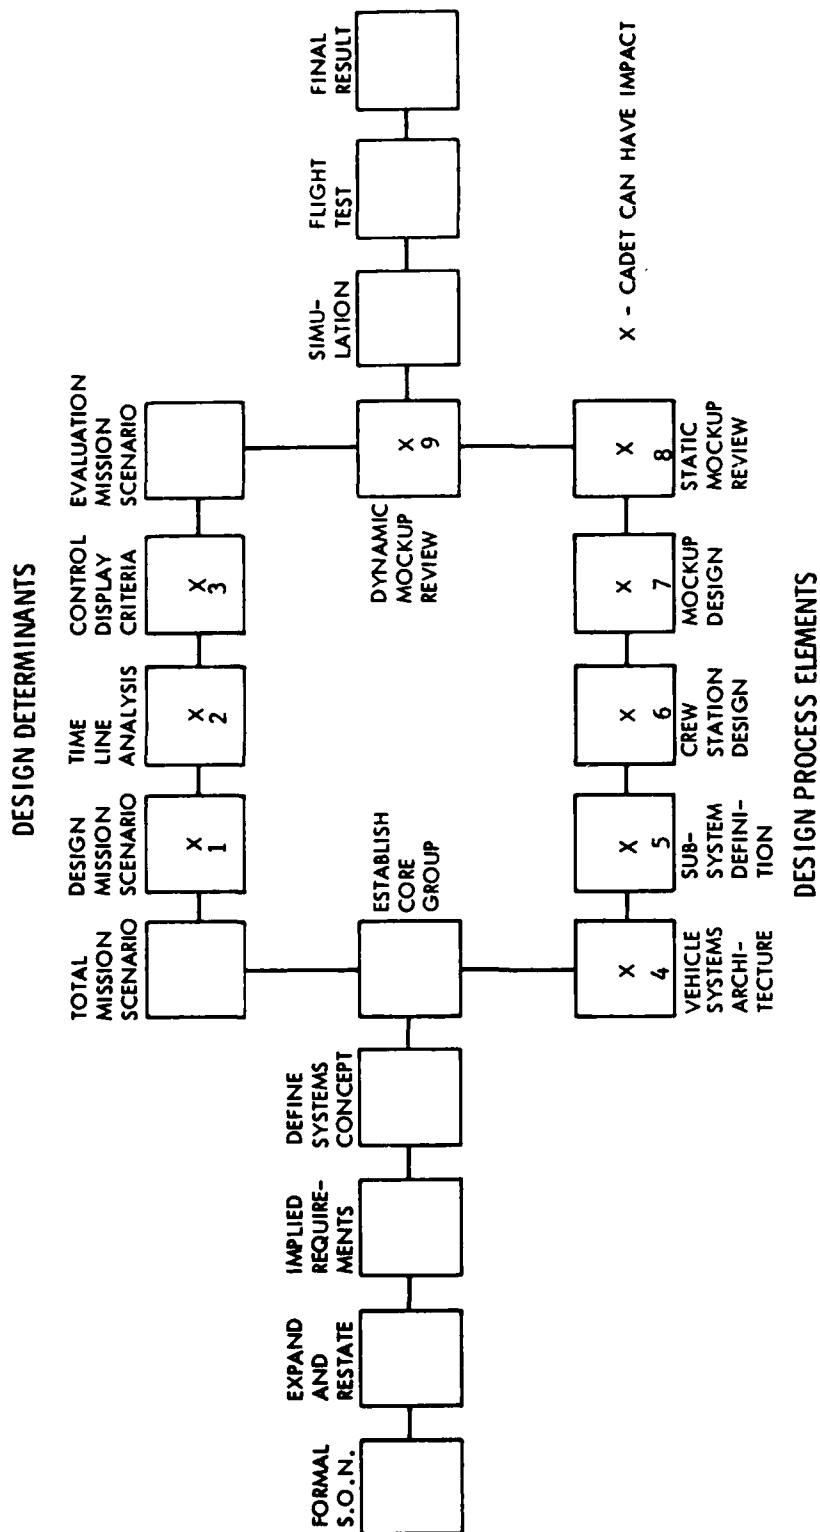 DESIGN DETERMINANTS
TOTAL
MISSION
SCENARIO
DESIGN
MISSION
SCENARIO
X
1
TIME
LINE
ANALYSIS
X
2
CONTROL
DISPLAY
CRITERIA
X
3
EVALUATION
MISSION
SCENARIO
FORMAL
S.O.N.
EXPAND
AND
RESTATE
IMPLIED
REQUIRE-
MENTS
DEFINE
SYSTEMS
CONCEPT
ESTABLISH
CORE
GROUP
DYNAMIC
MOCKUP
REVIEW
X
9
SIMU-
LATION
FLIGHT
TEST
FINAL
RESULT
X
4
VEHICLE
SYSTEMS
ARCHI-
TECTURE
X
5
SUB-
SYSTEM
DEFINI-
TION
X
6
CREW
STATION
DESIGN
X
7
MOCKUP
DESIGN
X
8
STATIC
MOCKUP
REVIEW
X - CADET CAN HAVE IMPACT
DESIGN PROCESS ELEMENTS